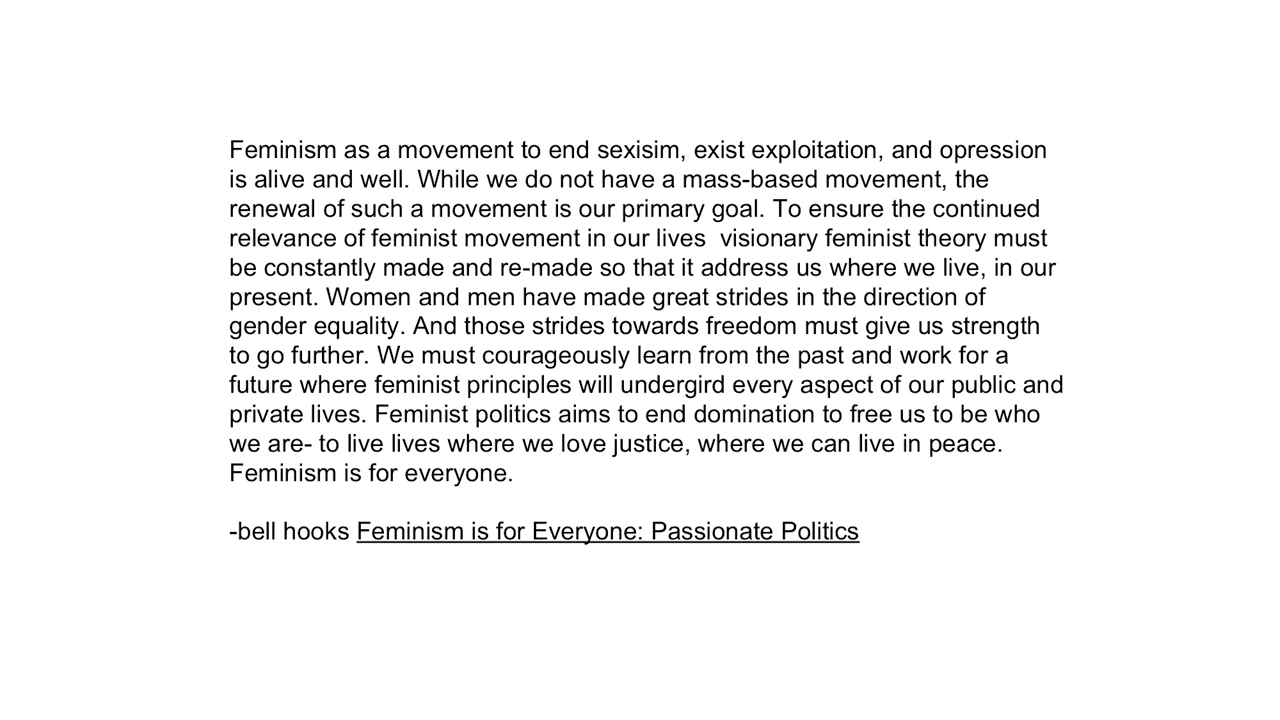 Feminism as a movement to end sexisim, exist exploitation, and opression
is alive and well. While we do not have a mass-based movement, the
renewal of such a movement is our primary goal. To ensure the continued
relevance of feminist movement in our lives  visionary feminist theory must
be constantly made and re-made so that it address us where we live, in our
present. Women and men have made great strides in the direction of
gender equality. And those strides towards freedom must give us strength
to go further. We must courageously learn from the past and work for a
future where feminist principles will undergird every aspect of our public and
private lives. Feminist politics aims to end domination to free us to be who
we are- to live lives where we love justice, where we can live in peace.
Feminism is for everyone.
-bell hooks Feminism is for Everyone: Passionate Politics